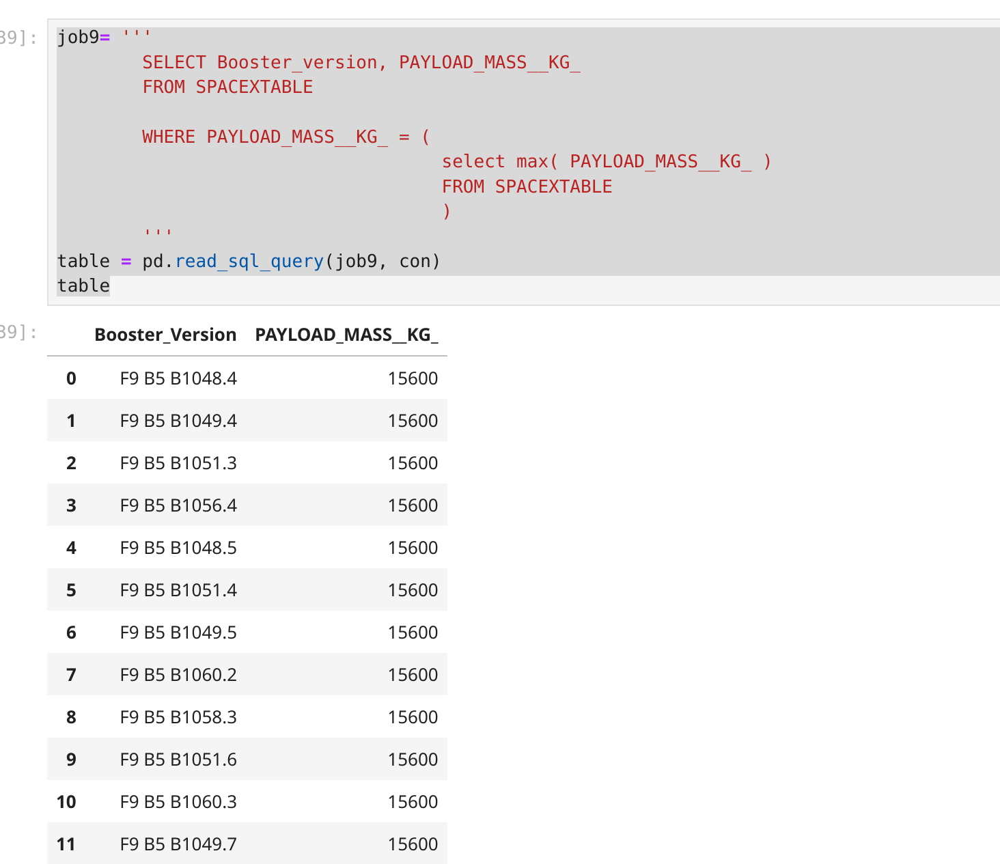 39]:
job9= '''
SELECT Booster_version, PAYLOAD_MASS__KG_
FROM SPACEXTABLE
WHERE PAYLOAD_MASS__KG_ = (
select max( PAYLOAD_MASS__KG_ )
FROM SPACEXTABLE
)
'''
table = pd.read_sql_query(job9, con)
table
39]:
Booster_Version PAYLOAD_MASS__KG_
0 F9 B5 B1048.4 15600
1 F9 B5 B1049.4 15600
2 F9 B5 B1051.3 15600
3 F9 B5 B1056.4 15600
4 F9 B5 B1048.5 15600
5 F9 B5 B1051.4 15600
6 F9 B5 B1049.5 15600
7 F9 B5 B1060.2 15600
8 F9 B5 B1058.3 15600
9 F9 B5 B1051.6 15600
10 F9 B5 B1060.3 15600
11 F9 B5 B1049.7 15600